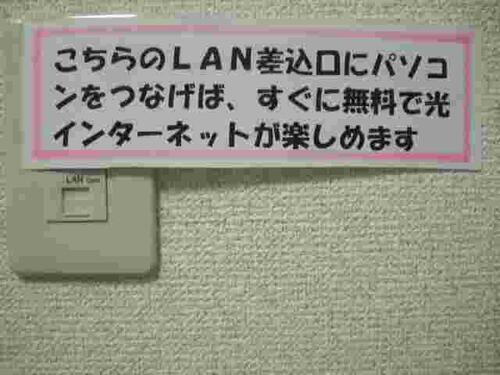 こちらのＬＡＮ差込口にパソコ
ンをつなげば、すぐに無料で光
インターネットが楽しめます
LAN